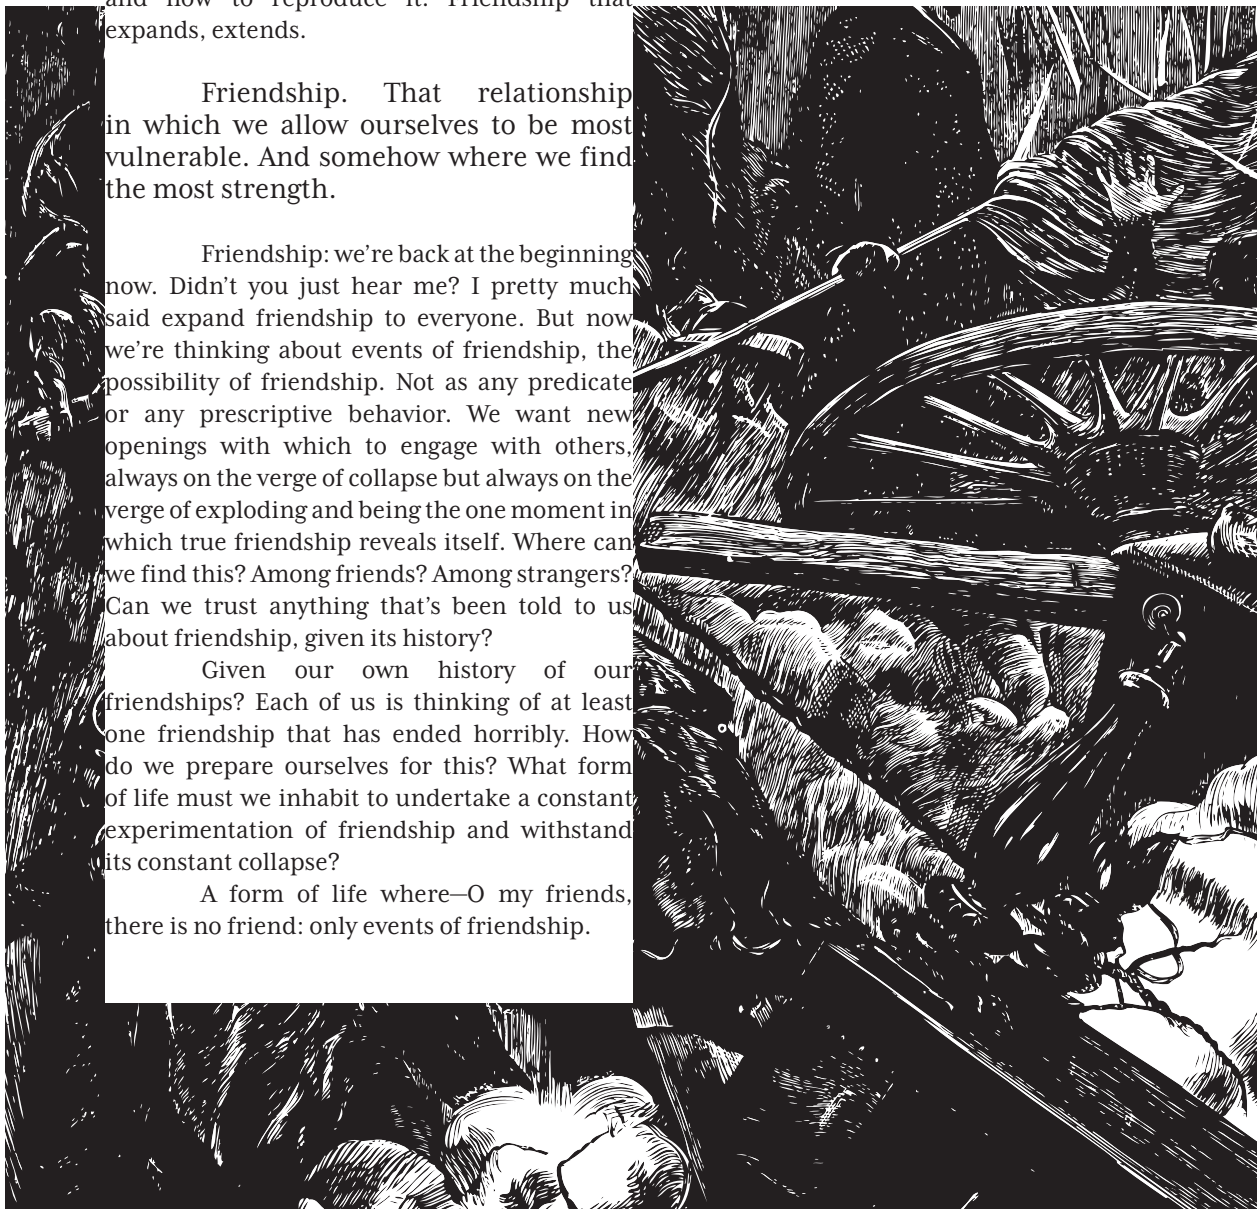 and how to reproduce it. Friendship that
expands, extends.
Friendship. That relationship
in which we allow ourselves to be most
vulnerable. And somehow where we find
the most strength.
Friendship: we’re back at the beginning
now. Didn’t you just hear me? I pretty much
said expand friendship to everyone. But now
we’re thinking about events of friendship, the
possibility of friendship. Not as any predicate
or any prescriptive behavior. We want new
openings with which to engage with others,
always on the verge of collapse but always on the
verge of exploding and being the one moment in
which true friendship reveals itself. Where can
we find this? Among friends? Among strangers?
Can we trust anything that’s been told to us
about friendship, given its history?
Given our own history of our
friendships? Each of us is thinking of at least
one friendship that has ended horribly. How
do we prepare ourselves for this? What form
of life must we inhabit to undertake a constant
experimentation of friendship and withstand
its constant collapse?
A form of life where—O my friends,
there is no friend: only events of friendship.